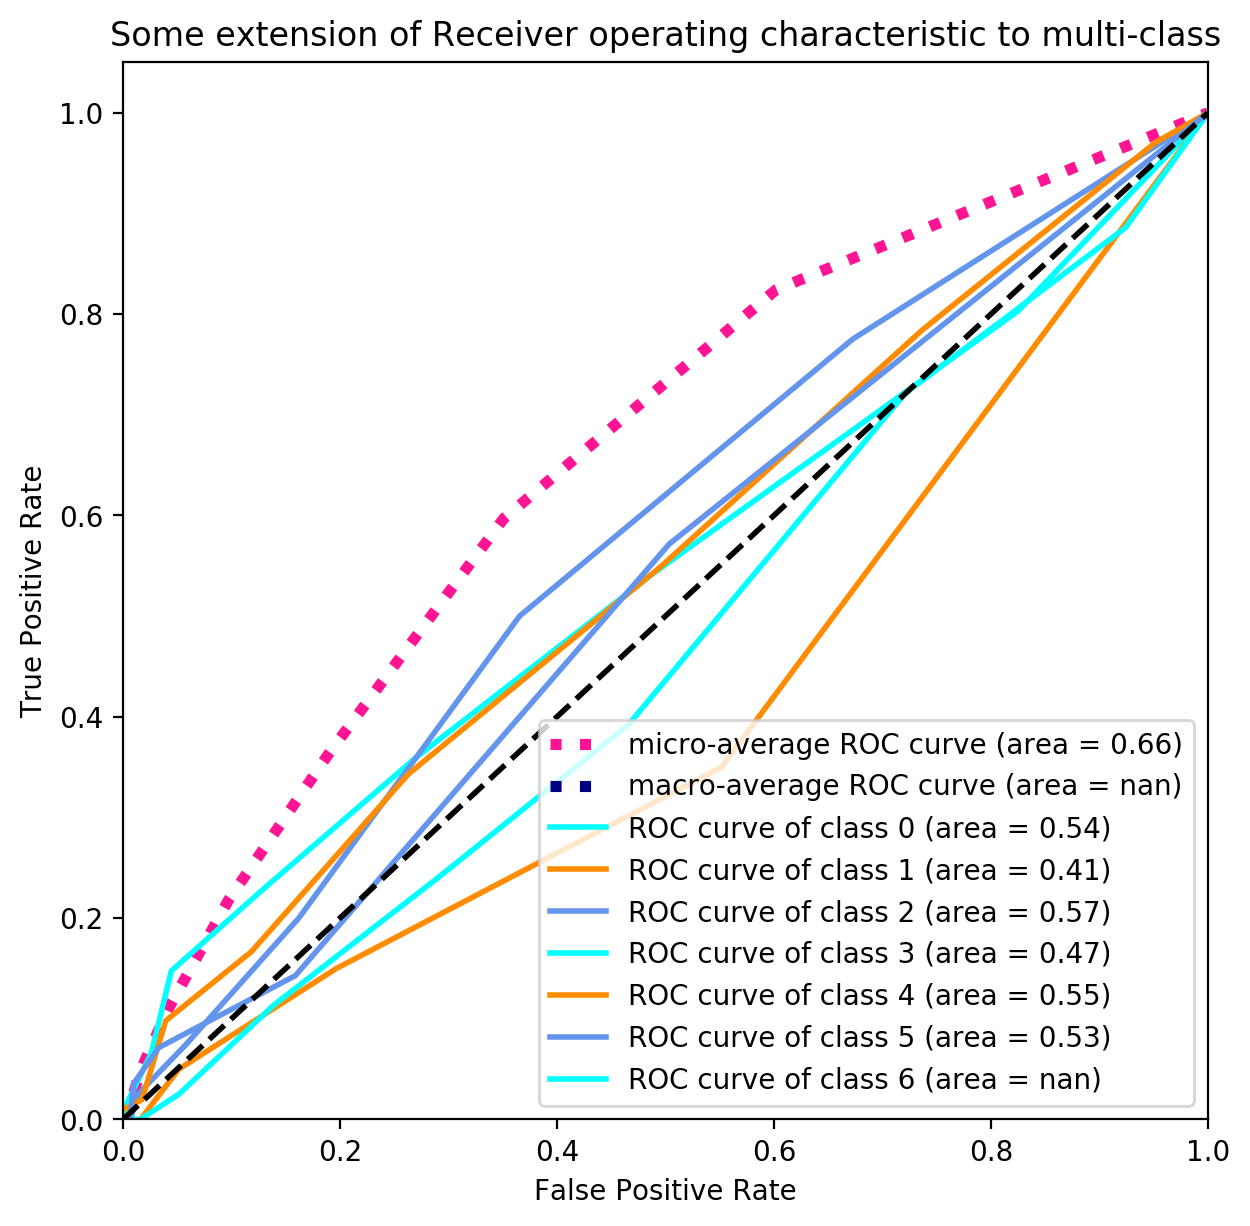 Some extension of Receiver operating characteristic to multi-class
1.0
0.8
0.6
0.4
0.2
0.0
True Positive Rate
micro-average ROC curve (area = 0.66)
macro-average ROC curve (area = nan)
ROC curve of class 0 (area = 0.54)
ROC curve of class 1 (area = 0.41)
ROC curve of class 2 (area = 0.57)
ROC curve of class 3 (area = 0.47)
ROC curve of class 4 (area = 0.55)
ROC curve of class 5 (area = 0.53)
ROC curve of class 6 (area = nan)
0.0 0.2 0.4 0.6 0.8 1.0
False Positive Rate